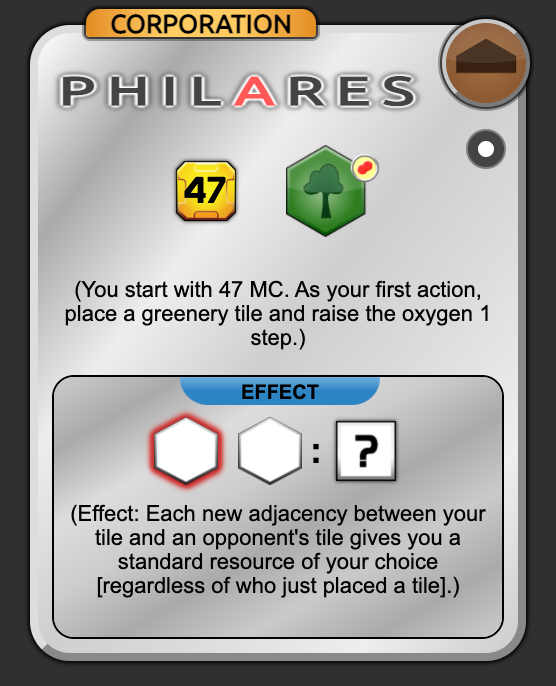 CORPORATION
PHILARES
47
(You start with 47 MC. As your first action,
place a greenery tile and raise the oxygen 1
step.)
EFFECT
: ?
(Effect: Each new adjacency between your
tile and an opponent's tile gives you a
standard resource of your choice
[regardless of who just placed a tile].)